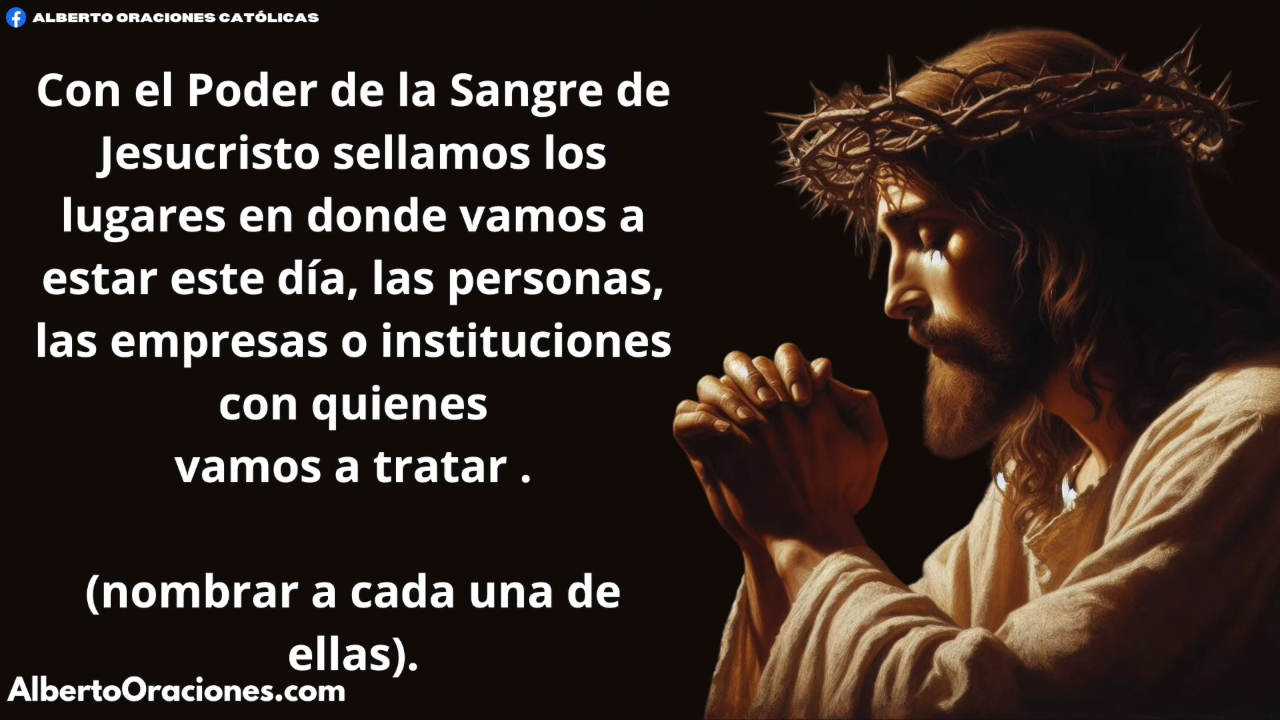 ALBERTO ORACIONES CATÓLICAS
Con el Poder de la Sangre de
Jesucristo sellamos los
lugares en donde vamos a
estar este día, las personas,
las empresas o instituciones
con quienes
vamos a tratar .
(nombrar a cada una de
ellas).
AlbertoOraciones.com